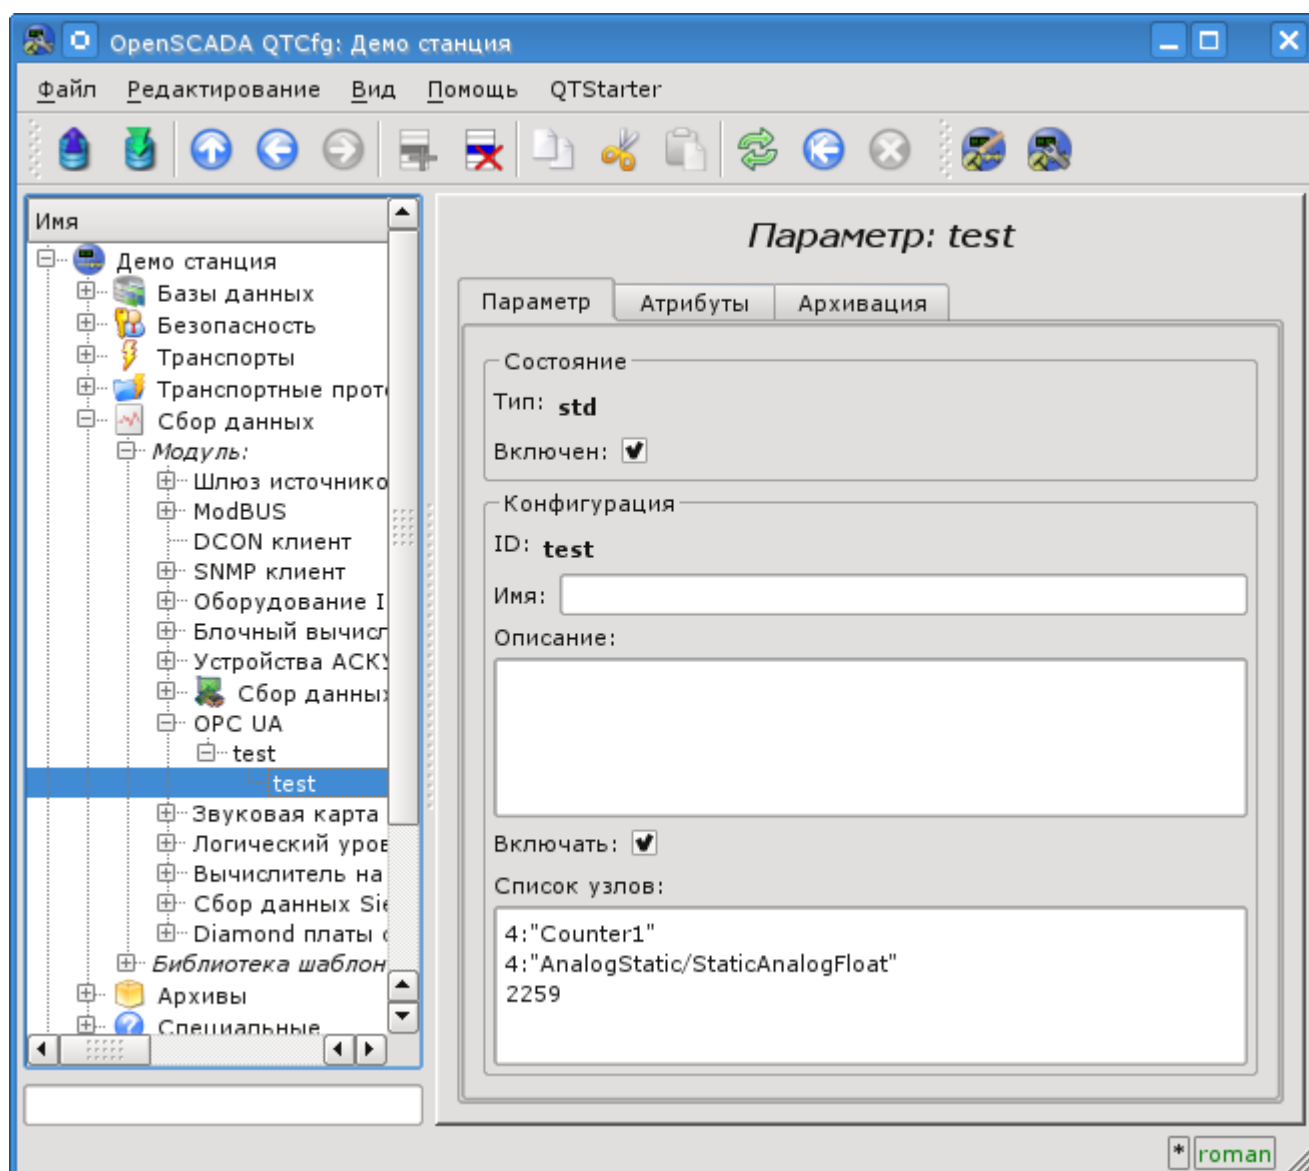 OpenSCADA QTCfg: Демо станция
Файл Редактирование Вид Помощь QTStarter
Имя
Демо станция
Базы данных
Безопасность
Транспорты
Транспортные прот
Сбор данных
Модуль:
Шлюз источнико
ModBUS
DCON клиент
SNMP клиент
Оборудование I
Блочный вычисл
Устройства АСКУ
Сбор данных
OPC UA
test
test
Звуковая карта
Логический уров
Вычислитель на
Сбор данных Sie
Diamond платы с
Библиотека шаблон
Архивы
Специальные
Параметр: test
Параметр Атрибуты Архивация
Состояние
Тип: std
Включен:
Конфигурация
ID: test
Имя:
Описание:
Включать:
Список узлов:
4:"Counter1"
4:"AnalogStatic/StaticAnalogFloat"
2259
* roman